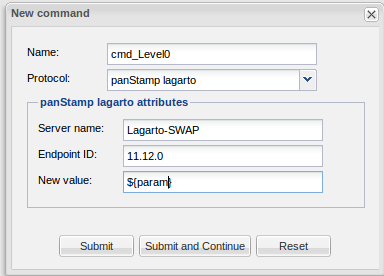 New command
Name: cmd_Level0
Protocol: panStamp lagarto
panStamp lagarto attributes
Server name: Lagarto-SWAP
Endpoint ID: 11.12.0
New value: ${param}
Submit Submit and Continue Reset